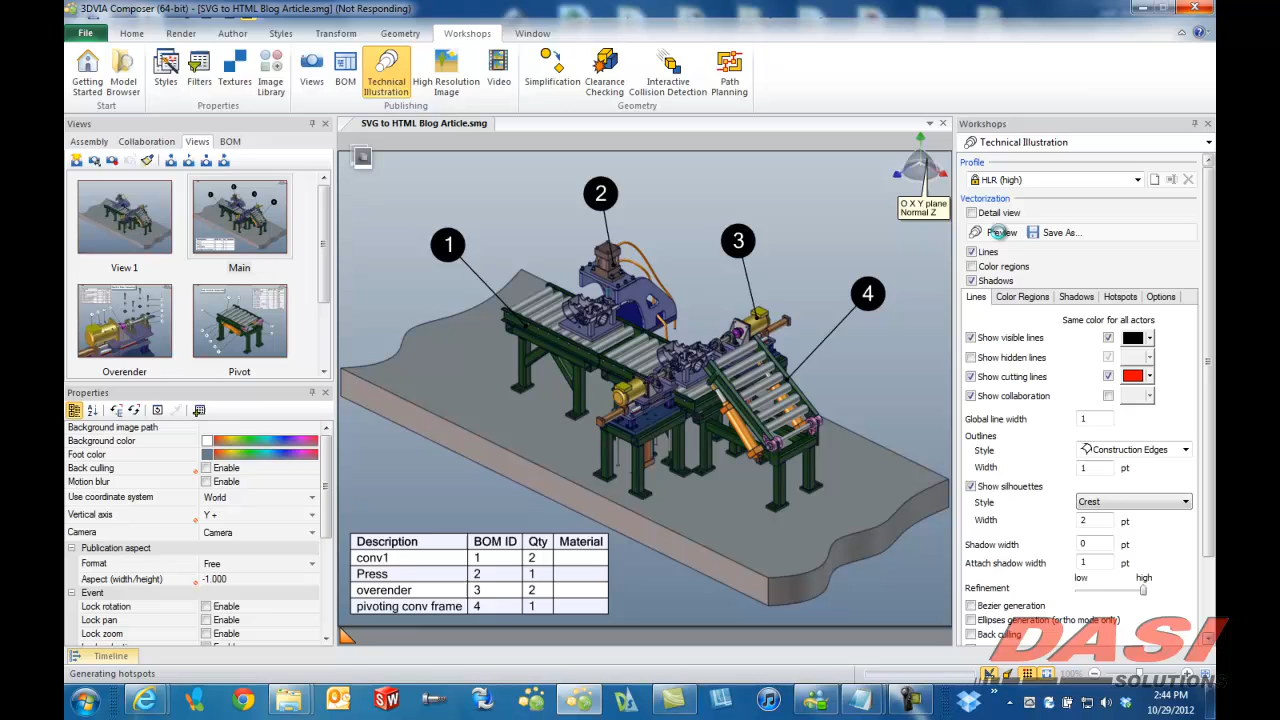 3DVIA Composer (64-bit) - [SVG to HTML Blog Article.smg] (Not Responding)
File Home Render Author Styles Transform Geometry Workshops Window
Getting Started Model Browser Styles Filters Textures Image Library Views BOM Technical Illustration High Resolution Image Video Simplification Clearance Checking Interactive Collision Detection Path Planning
Start Properties Publishing Geometry
Views
SVG to HTML Blog Article.smg
Workshops
Assembly Collaboration Views BOM
Technical Illustration
Profile
HLR (high)
Vectorization
Detail view
Preview Save As...
Lines
Color regions
Shadows
Lines Color Regions Shadows Hotspots Options
Same color for all actors
Show visible lines
Show hidden lines
Show cutting lines
Show collaboration
Global line width 1
Outlines
Style Construction Edges
Width 1 pt
Show silhouettes
Style Crest
Width 2 pt
Shadow width 0 pt
Attach shadow width 1 pt
low high
Refinement
Bezier generation
Ellipses generation (ortho mode only)
Back culling
View 1 Main
Overender Pivot
O X Y plane
Normal Z
1
2
3
4
Properties
Background image path
Background color
Foot color
Back culling Enable
Motion blur Enable
Use coordinate system World
Vertical axis Y +
Camera Camera
Publication aspect
Format Free
Aspect (width/height) -1.000
Event
Lock rotation Enable
Lock pan Enable
Lock zoom Enable
Description BOM ID Qty Material
conv1 1 2
Press 2 1
overender 3 2
pivoting conv frame 4 1
Timeline
Generating hotspots
100%
DASI
SOLUTIONS
2:44 PM
10/29/2012